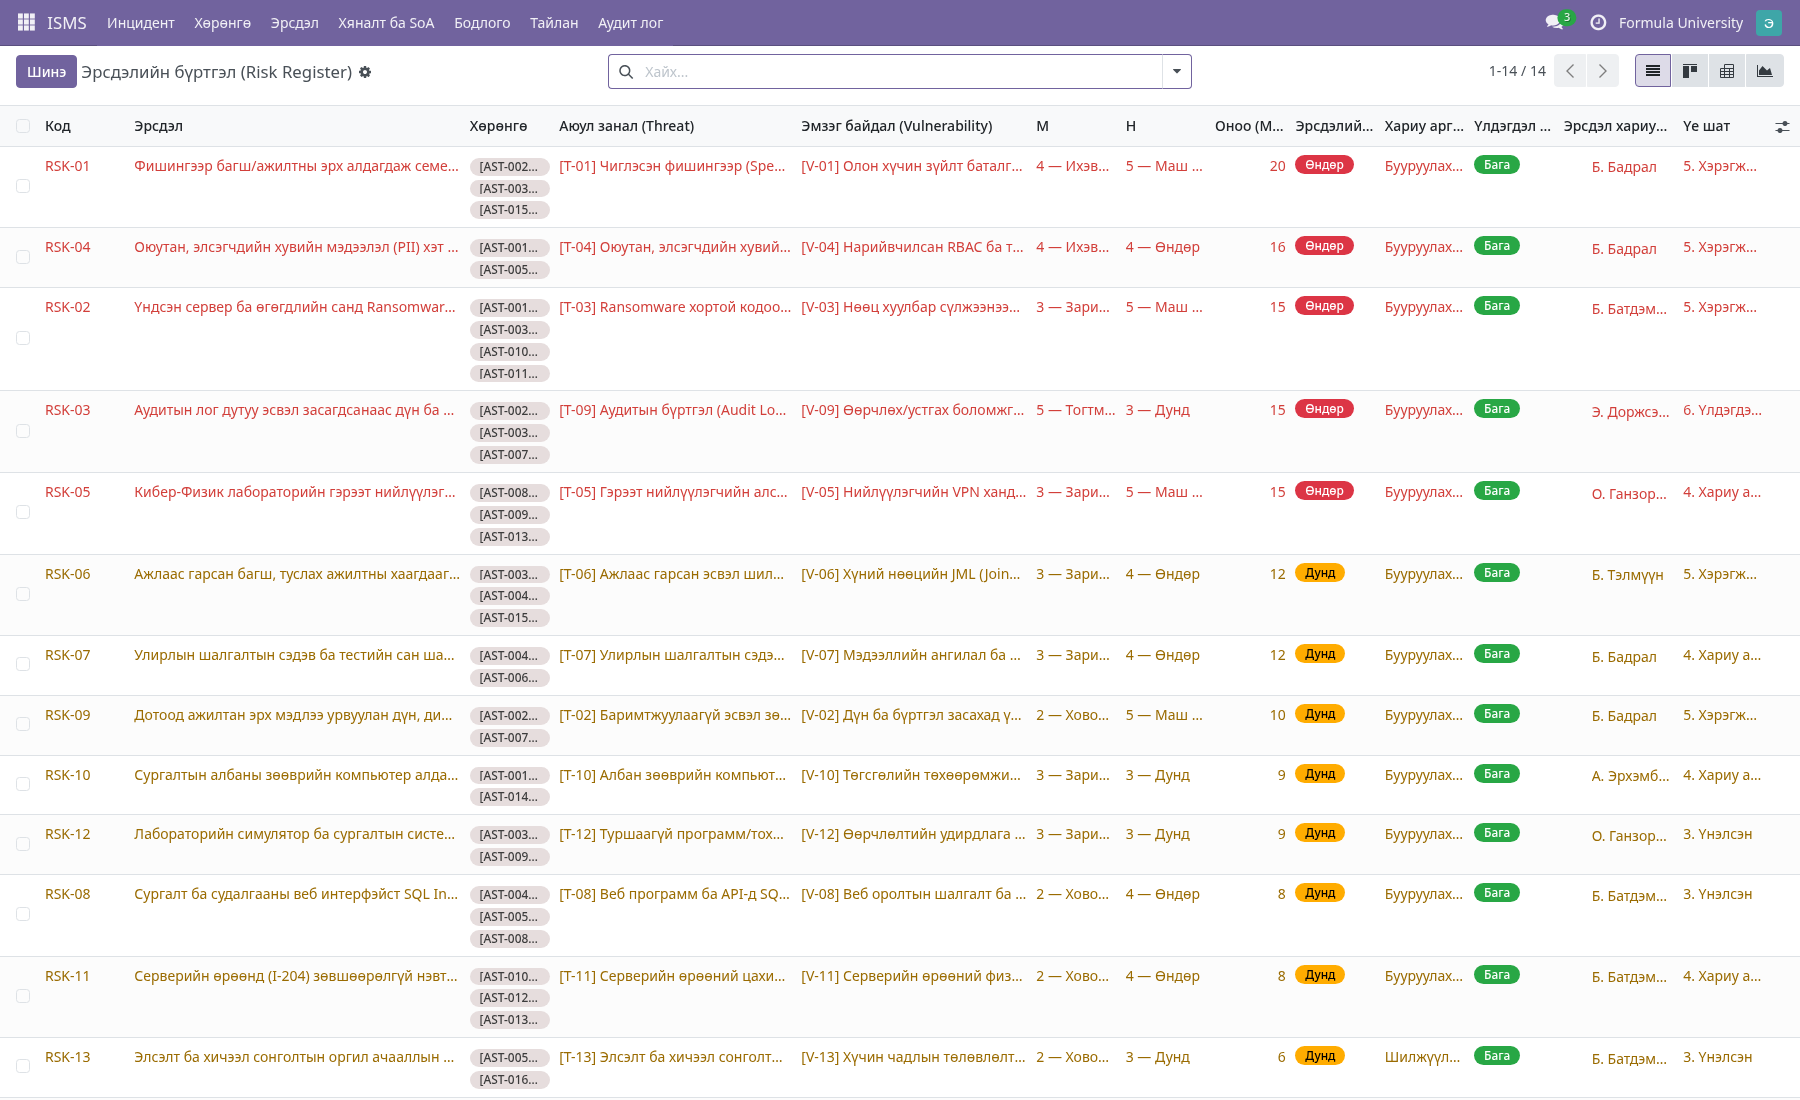 ISMS Инцидент Хөрөнгө Эрсдэл Хяналт ба SoA Бодлого Тайлан Аудит лог 3 Formula University Э
Шинэ Эрсдэлийн бүртгэл (Risk Register) Хайх... 1-14 / 14
Код Эрсдэл Хөрөнгө Аюул занал (Threat) Эмзэг байдал (Vulnerability) М Н Оноо (М... Эрсдэлий... Хариу арг... Үлдэгдэл ... Эрсдэл хариу... Үе шат
RSK-01 Фишингээр багш/ажилтны эрх алдагдаж семе... [AST-002... [T-01] Чиглэсэн фишингээр (Spe... [V-01] Олон хүчин зүйлт баталг... 4 — Ихэв... 5 — Маш ... 20 Өндөр Бууруулах... Бага Б. Бадрал 5. Хэрэгж...
[AST-003...
[AST-015...
RSK-04 Оюутан, элсэгчдийн хувийн мэдээлэл (PII) хэт ... [AST-001... [T-04] Оюутан, элсэгчдийн хувий... [V-04] Нарийвчилсан RBAC ба т... 4 — Ихэв... 4 — Өндөр 16 Өндөр Бууруулах... Бага Б. Бадрал 5. Хэрэгж...
[AST-005...
RSK-02 Үндсэн сервер ба өгөгдлийн санд Ransomwar... [AST-001... [T-03] Ransomware хортой кодоо... [V-03] Нөөц хуулбар сүлжээнээ... 3 — Зари... 5 — Маш ... 15 Өндөр Бууруулах... Бага Б. Батдэм... 5. Хэрэгж...
[AST-003...
[AST-010...
[AST-011...
RSK-03 Аудитын лог дутуу эсвэл засагдсанаас дүн ба ... [AST-002... [T-09] Аудитын бүртгэл (Audit Lo... [V-09] Өөрчлөх/устгах боломжг... 5 — Тогтм... 3 — Дунд 15 Өндөр Бууруулах... Бага Э. Доржсэ... 6. Үлдэгдэ...
[AST-003...
[AST-007...
RSK-05 Кибер-Физик лабораторийн гэрээт нийлүүлэг... [AST-008... [T-05] Гэрээт нийлүүлэгчийн алс... [V-05] Нийлүүлэгчийн VPN ханд... 3 — Зари... 5 — Маш ... 15 Өндөр Бууруулах... Бага О. Ганзор... 4. Хариу а...
[AST-009...
[AST-013...
RSK-06 Ажлаас гарсан багш, туслах ажилтны хаагдааг... [AST-003... [T-06] Ажлаас гарсан эсвэл шил... [V-06] Хүний нөөцийн JML (Join... 3 — Зари... 4 — Өндөр 12 Дунд Бууруулах... Бага Б. Тэлмүүн 5. Хэрэгж...
[AST-004...
[AST-015...
RSK-07 Улирлын шалгалтын сэдэв ба тестийн сан ша... [AST-004... [T-07] Улирлын шалгалтын сэдэ... [V-07] Мэдээллийн ангилал ба ... 3 — Зари... 4 — Өндөр 12 Дунд Бууруулах... Бага Б. Бадрал 4. Хариу а...
[AST-006...
RSK-09 Дотоод ажилтан эрх мэдлээ урвуулан дүн, ди... [AST-002... [T-02] Баримтжуулаагүй эсвэл зө... [V-02] Дүн ба бүртгэл засахад ү... 2 — Хово... 5 — Маш ... 10 Дунд Бууруулах... Бага Б. Бадрал 5. Хэрэгж...
[AST-007...
RSK-10 Сургалтын албаны зөөврийн компьютер алда... [AST-001... [T-10] Албан зөөврийн компьют... [V-10] Төгсгөлийн төхөөрөмжи... 3 — Зари... 3 — Дунд 9 Дунд Бууруулах... Бага А. Эрхэмб... 4. Хариу а...
[AST-014...
RSK-12 Лабораторийн симулятор ба сургалтын систе... [AST-003... [T-12] Туршаагүй программ/тох... [V-12] Өөрчлөлтийн удирдлага ... 3 — Зари... 3 — Дунд 9 Дунд Бууруулах... Бага О. Ганзор... 3. Үнэлсэн
[AST-009...
RSK-08 Сургалт ба судалгааны веб интерфэйст SQL In... [AST-004... [T-08] Веб программ ба API-д SQ... [V-08] Веб оролтын шалгалт ба ... 2 — Хово... 4 — Өндөр 8 Дунд Бууруулах... Бага Б. Батдэм... 3. Үнэлсэн
[AST-005...
[AST-008...
RSK-11 Серверийн өрөөнд (I-204) зөвшөөрөлгүй нэвт... [AST-010... [T-11] Серверийн өрөөний цахи... [V-11] Серверийн өрөөний физ... 2 — Хово... 4 — Өндөр 8 Дунд Бууруулах... Бага Б. Батдэм... 4. Хариу а...
[AST-012...
[AST-013...
RSK-13 Элсэлт ба хичээл сонголтын оргил ачааллын ... [AST-005... [T-13] Элсэлт ба хичээл сонголт... [V-13] Хүчин чадлын төлөвлөлт... 2 — Хово... 3 — Дунд 6 Дунд Шилжүүл... Бага Б. Батдэм... 3. Үнэлсэн
[AST-016...